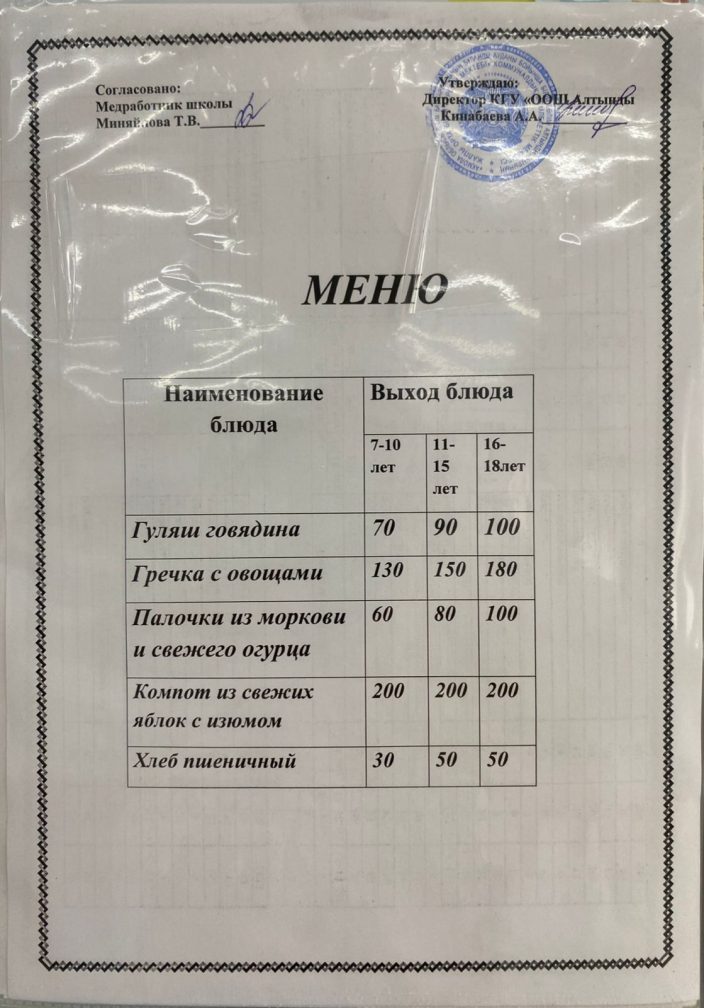 Согласовано:
Медработник школы
Миняйлова Т.В.
Утверждаю:
Директор КГУ «ООШ Алтынды
Кинабаева А.А.
МЕНЮ
Наименование блюда
Выход блюда
7-10 лет
11-15 лет
16-18лет
Гуляш говядина 70 90 100
Гречка с овощами 130 150 180
Палочки из моркови 60 80 100
и свежего огурца
Компот из свежих 200 200 200
яблок с изюмом
Хлеб пшеничный 30 50 50